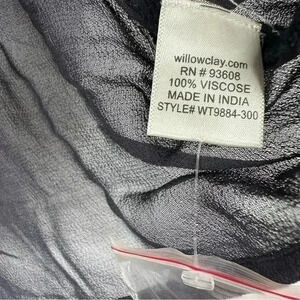 willowclay.com
RN # 93608
100% VISCOSE
MADE IN INDIA
STYLE# WT9884-300